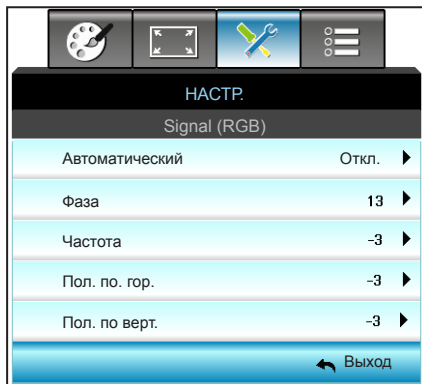 НАСТР.
Signal (RGB)
Автоматический Откл.
Фаза 13
Частота -3
Пол. по. гор. -3
Пол. по верт. -3
Выход